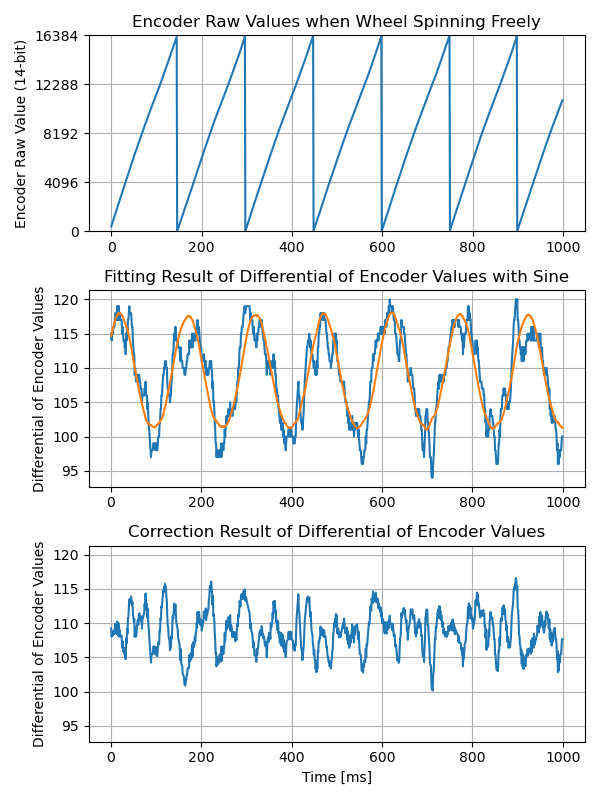 Encoder Raw Values when Wheel Spinning Freely
Encoder Raw Value (14-bit)
16384
12288
8192
4096
0
0 200 400 600 800 1000
Fitting Result of Differential of Encoder Values with Sine
Differential of Encoder Values
120
115
110
105
100
95
0 200 400 600 800 1000
Correction Result of Differential of Encoder Values
Differential of Encoder Values
120
115
110
105
100
95
0 200 400 600 800 1000
Time [ms]